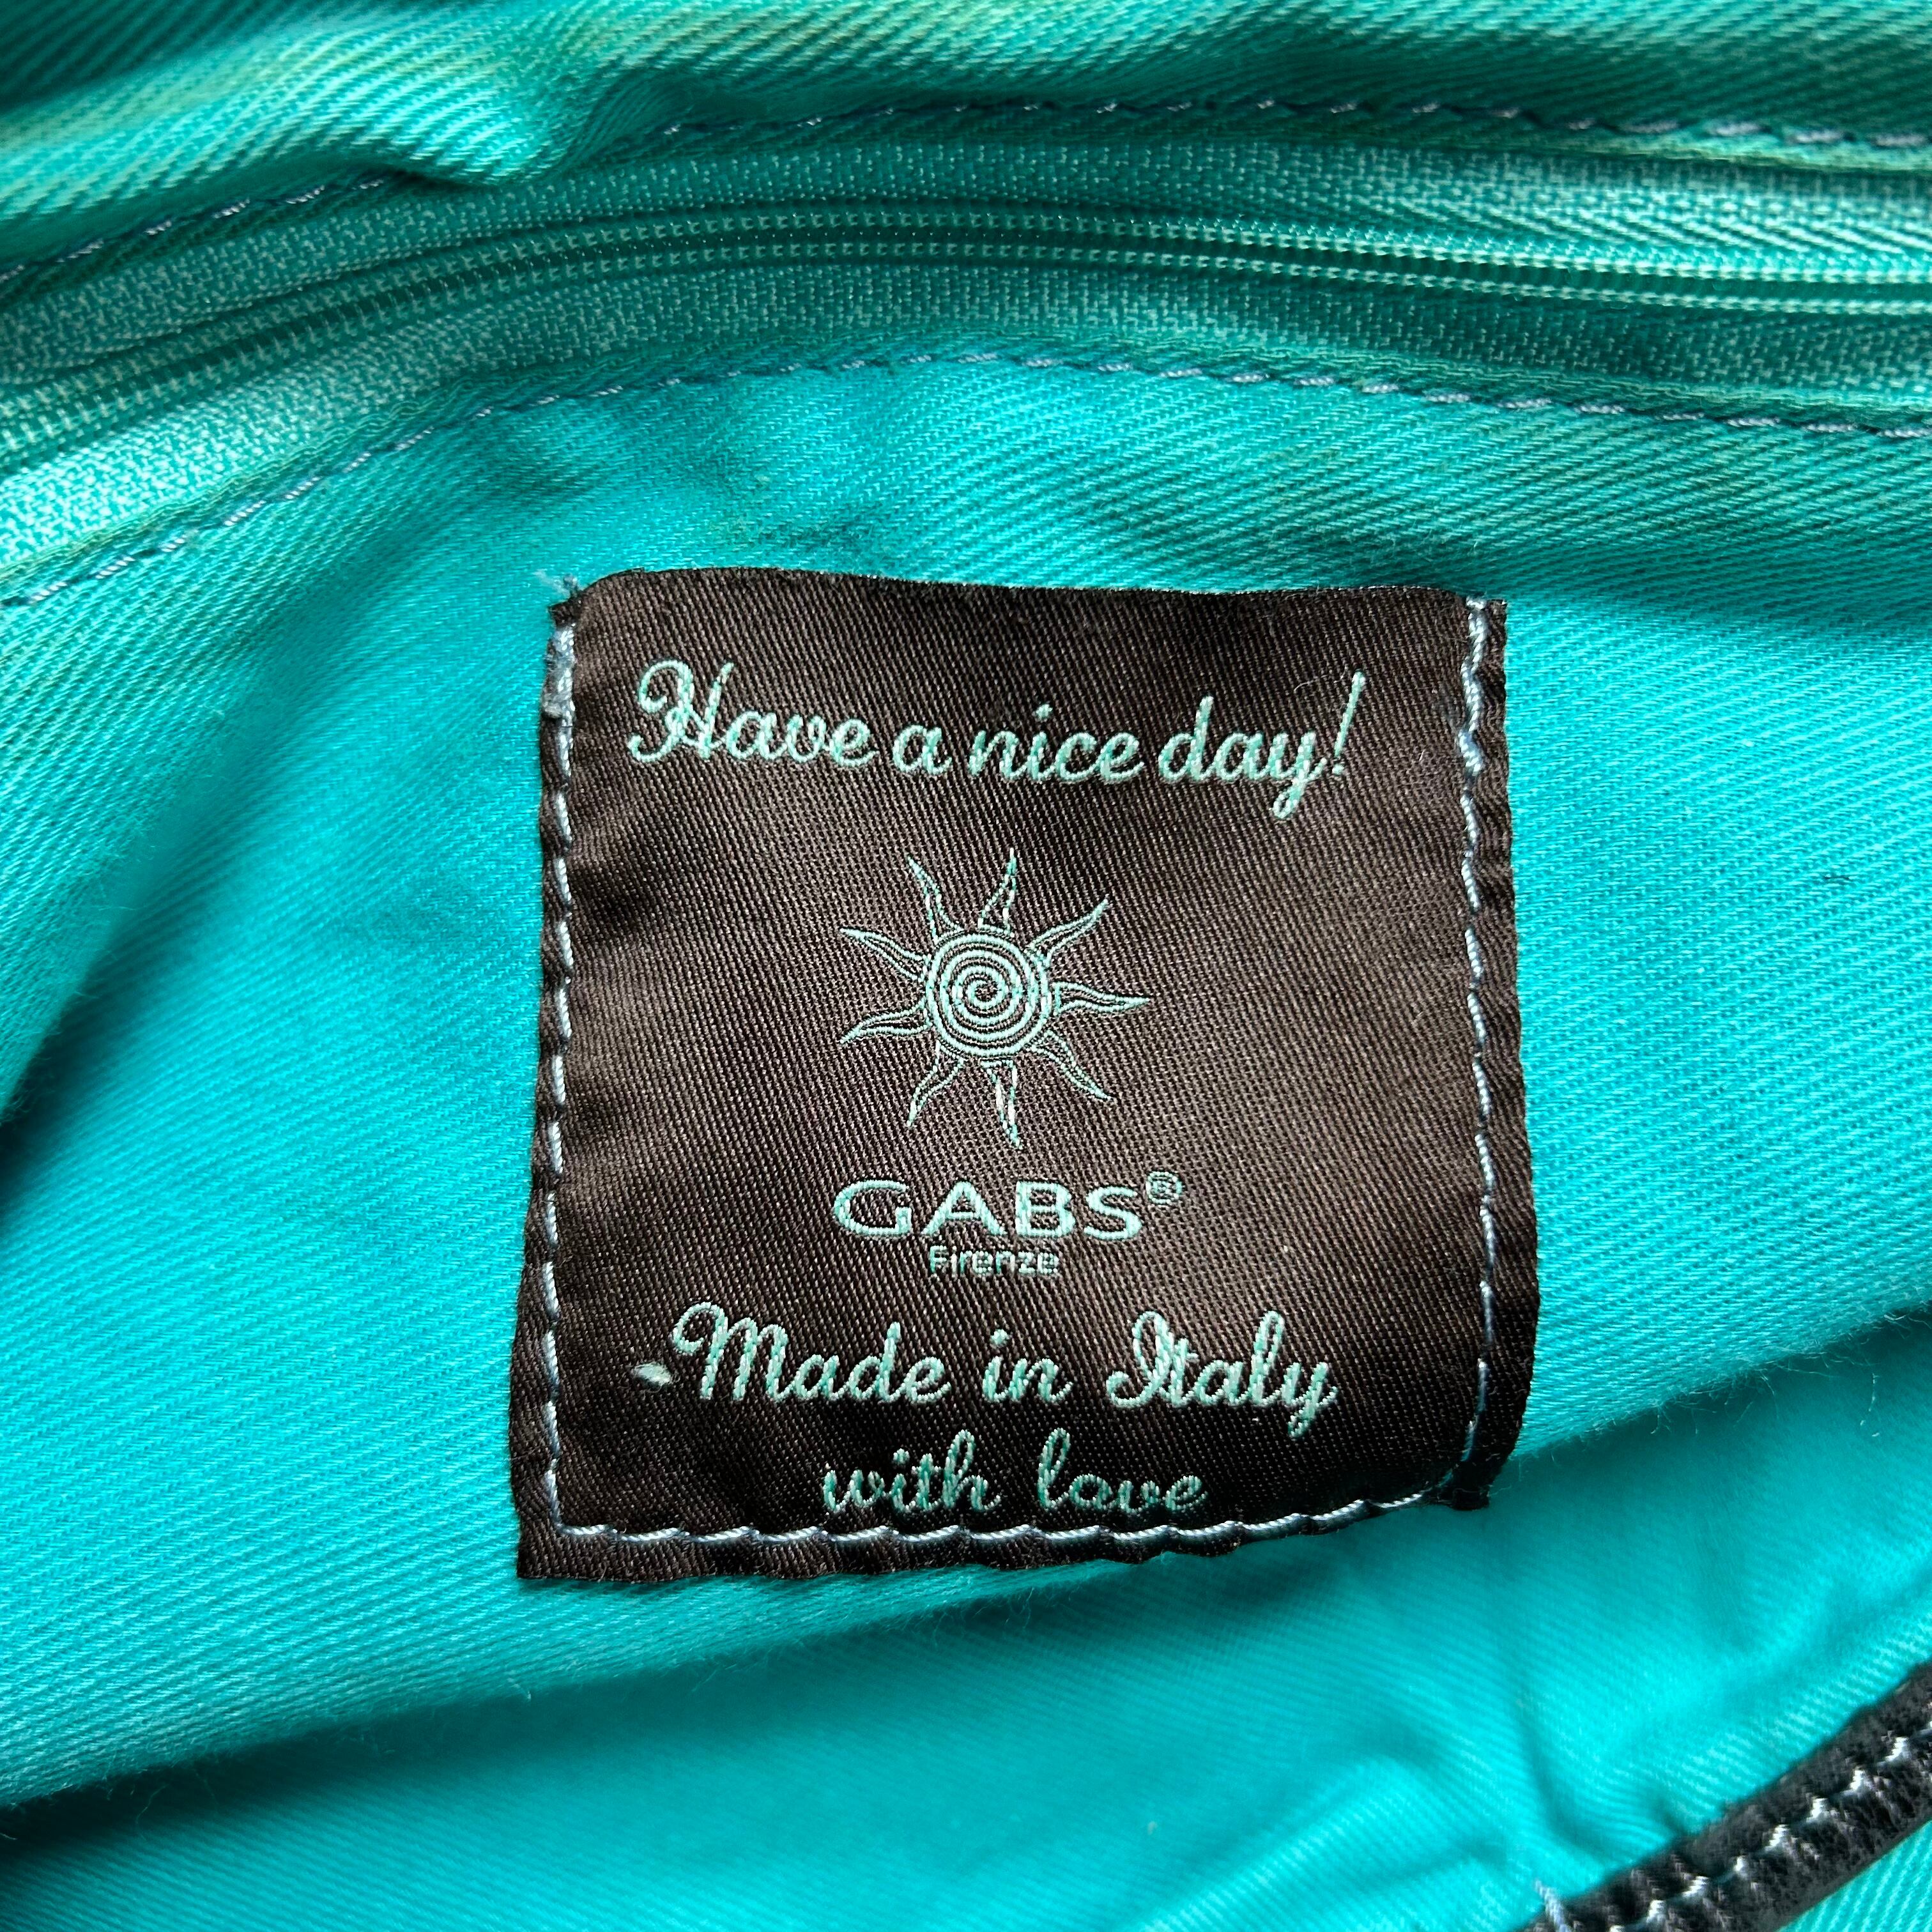 Have a nice day!
GABS®
Firenze
Made in Italy
with love